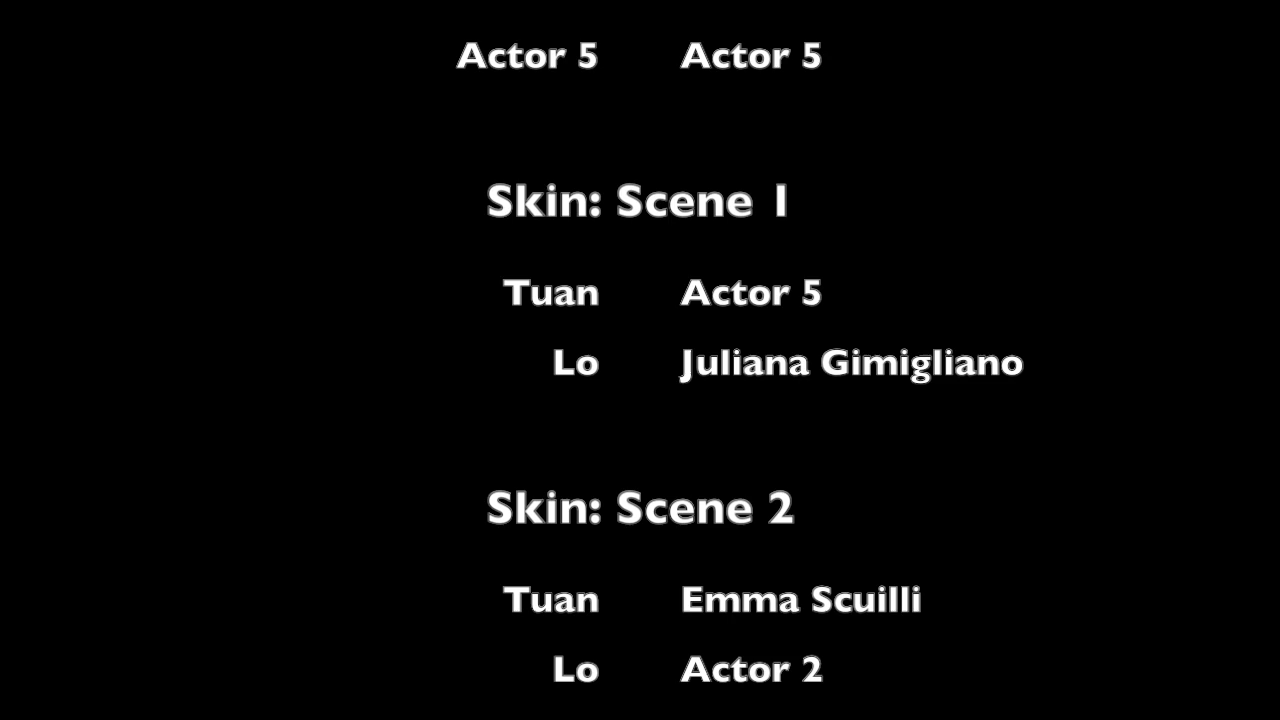 Actor 5 Actor 5
Skin: Scene 1
Tuan Actor 5
Lo Juliana Gimigliano
Skin: Scene 2
Tuan Emma Scuilli
Lo Actor 2